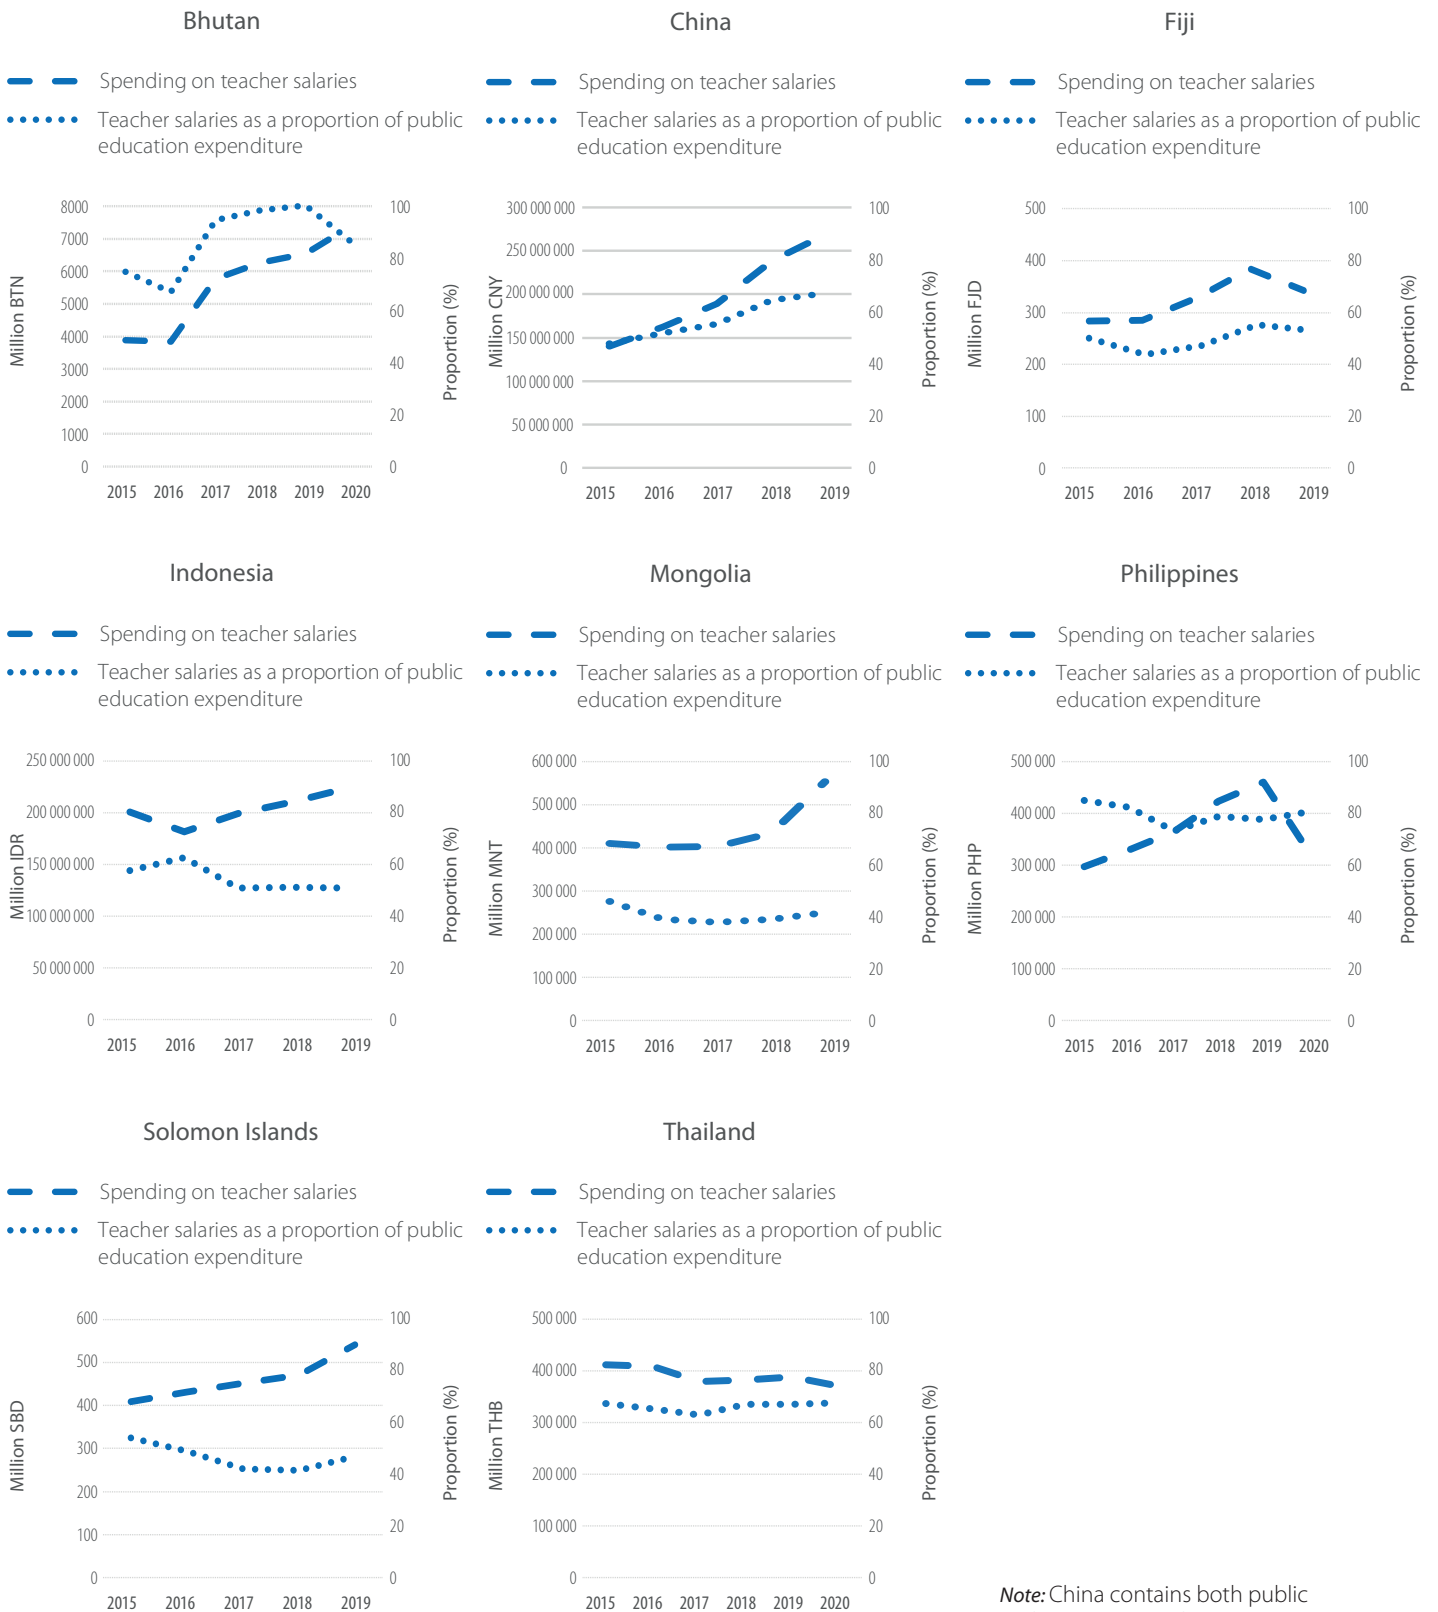 Bhutan
Spending on teacher salaries
Teacher salaries as a proportion of public
education expenditure
8000
7000
6000
5000
4000
3000
2000
1000
0
Million BTN
100
80
60
40
20
0
Proportion (%)
2015 2016 2017 2018 2019 2020
China
Spending on teacher salaries
Teacher salaries as a proportion of public
education expenditure
300 000 000
250 000 000
200 000 000
150 000 000
100 000 000
50 000 000
0
Million CNY
100
80
60
40
20
0
Proportion (%)
2015 2016 2017 2018 2019
Fiji
Spending on teacher salaries
Teacher salaries as a proportion of public
education expenditure
500
400
300
200
100
0
Million FJD
100
80
60
40
20
0
Proportion (%)
2015 2016 2017 2018 2019
Indonesia
Spending on teacher salaries
Teacher salaries as a proportion of public
education expenditure
250 000 000
200 000 000
150 000 000
100 000 000
50 000 000
0
Million IDR
100
80
60
40
20
0
Proportion (%)
2015 2016 2017 2018 2019
Mongolia
Spending on teacher salaries
Teacher salaries as a proportion of public
education expenditure
600 000
500 000
400 000
300 000
200 000
100 000
0
Million MNT
100
80
60
40
20
0
Proportion (%)
2015 2016 2017 2018 2019
Philippines
Spending on teacher salaries
Teacher salaries as a proportion of public
education expenditure
500 000
400 000
300 000
200 000
100 000
0
Million PHP
100
80
60
40
20
0
Proportion (%)
2015 2016 2017 2018 2019 2020
Solomon Islands
Spending on teacher salaries
Teacher salaries as a proportion of public
education expenditure
600
500
400
300
200
100
0
Million SBD
100
80
60
40
20
0
Proportion (%)
2015 2016 2017 2018 2019
Thailand
Spending on teacher salaries
Teacher salaries as a proportion of public
education expenditure
500 000
400 000
300 000
200 000
100 000
0
Million THB
100
80
60
40
20
0
Proportion (%)
2015 2016 2017 2018 2019 2020
Note: China contains both public